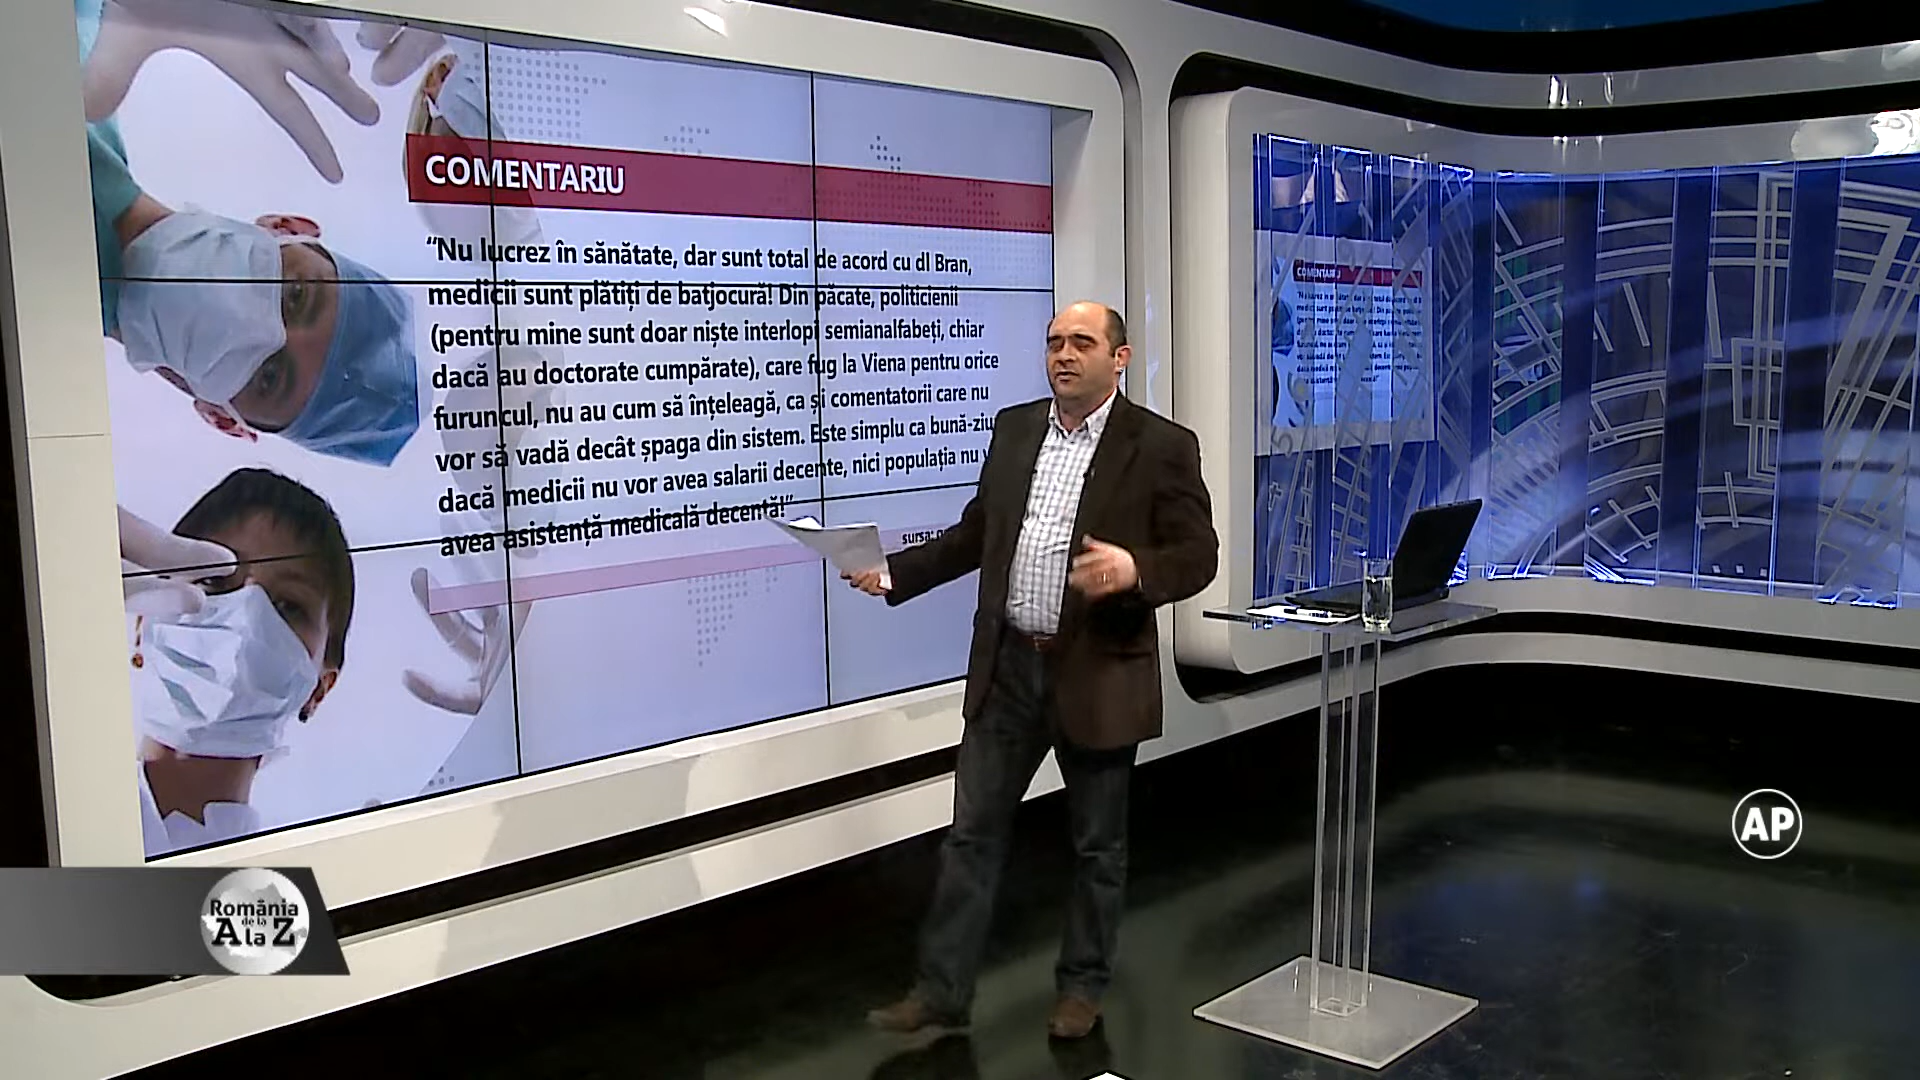 COMENTARIU
“Nu lucrez în sănătate, dar sunt total de acord cu dl Bran,
medicii sunt plătiți de batjocură! Din păcate, politicienii
(pentru mine sunt doar niște interlopi semianalfabeți, chiar
dacă au doctorate cumpărate), care fug la Viena pentru orice
furuncul, nu au cum să înțeleagă, ca și comentatorii care nu
vor să vadă decât șpaga din sistem. Este simplu ca bună-ziu
dacă medicii nu vor avea salarii decente, nici populația nu
avea asistență medicală decentă!”
sursa:
COMENTARIU
AP
România
de la
A la Z